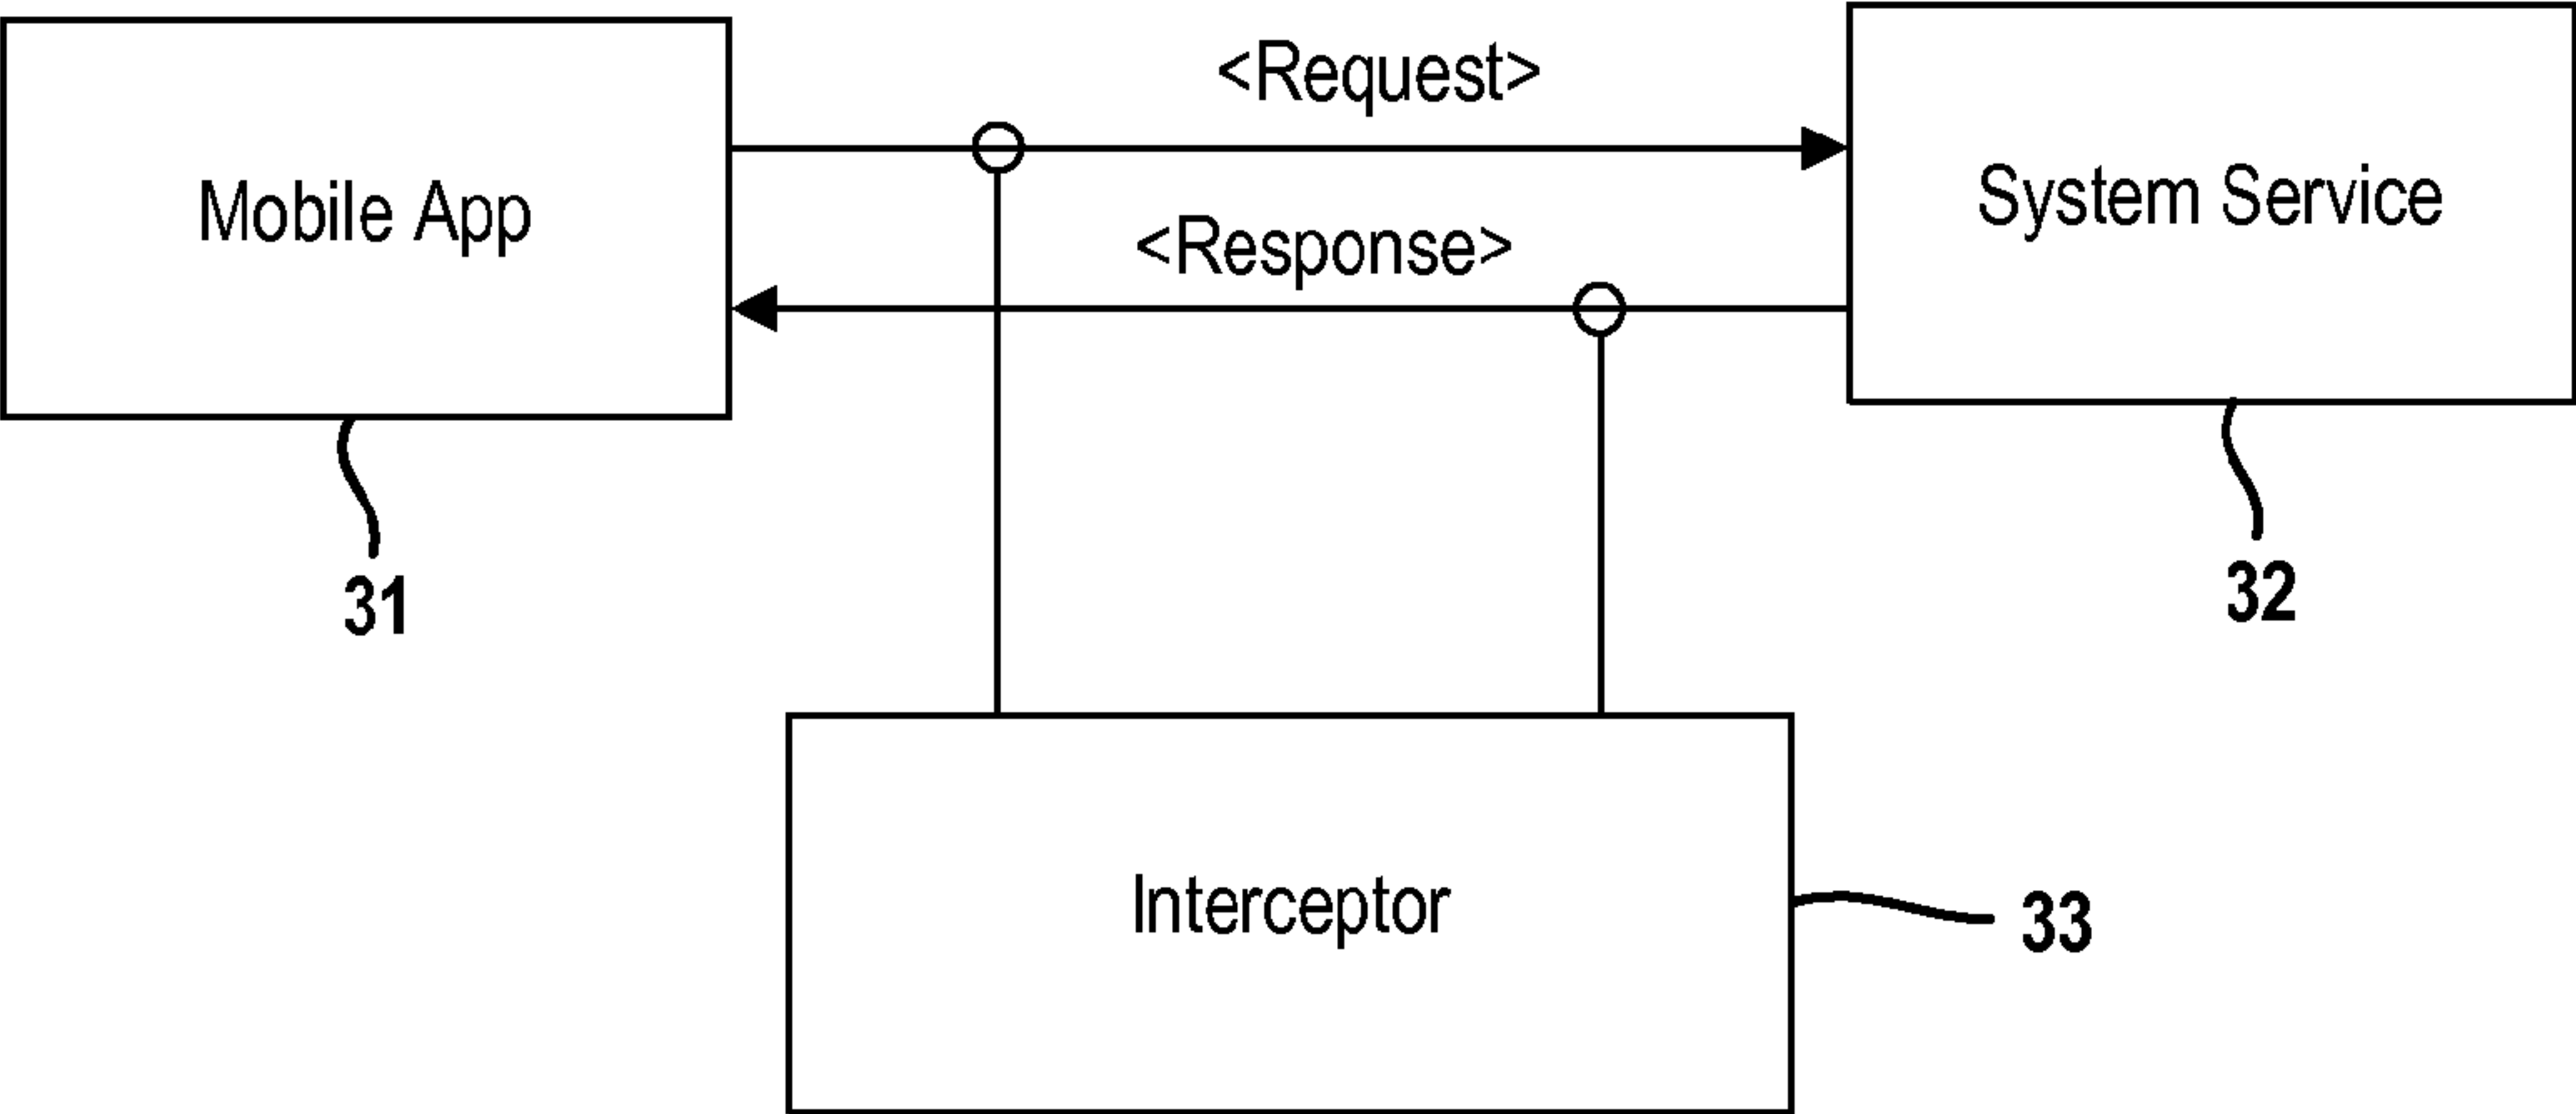 <Request>
Mobile App
System Service
<Response>
31
32
Interceptor
33